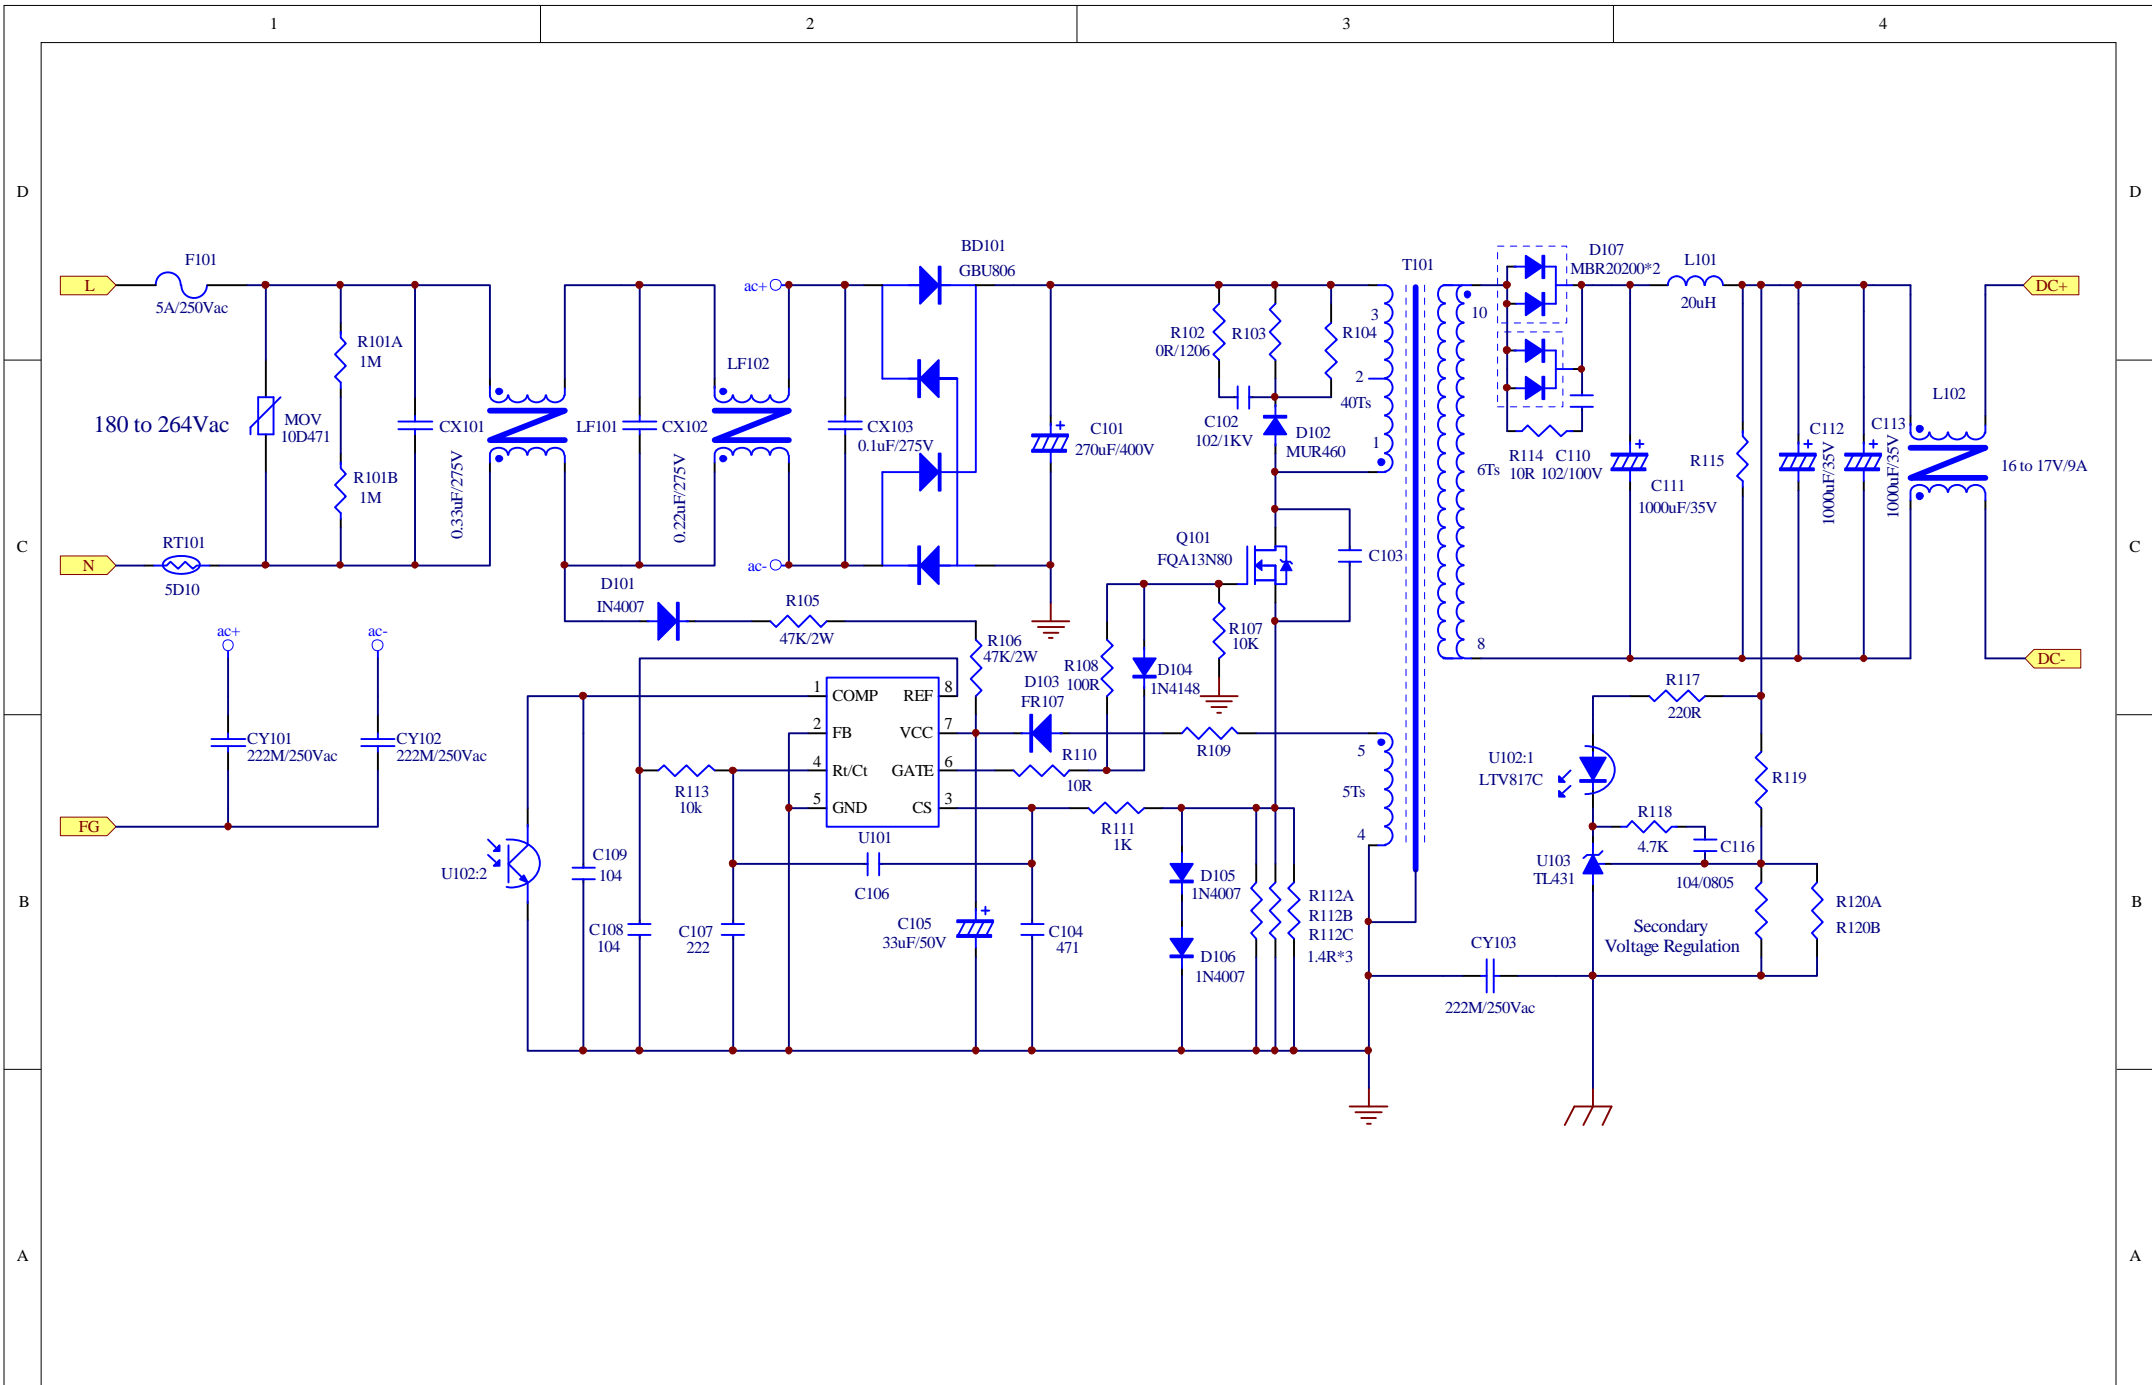 1 2 3 4
D
D
C
C
B
B
A
A
L
F101
5A/250Vac
N
RT101
5D10
180 to 264Vac
MOV
10D471
R101A
1M
R101B
1M
CX101
0.33uF/275V
LF101
CX102
0.22uF/275V
LF102
ac+
ac-
CX103
0.1uF/275V
BD101
GBU806
C101
270uF/400V
R102
0R/1206
R103
R104
C102
102/1KV
D102
MUR460
Q101
FQA13N80
C103
T101
3
2
40Ts
1
10
6Ts
8
5
5Ts
4
D107
MBR20200*2
R114
10R
C110
102/100V
L101
20uH
C111
1000uF/35V
R115
C112
1000uF/35V
C113
1000uF/35V
L102
DC+
16 to 17V/9A
DC-
ac+
ac-
CY101
222M/250Vac
CY102
222M/250Vac
FG
D101
IN4007
R105
47K/2W
R106
47K/2W
D103
FR107
R108
100R
D104
1N4148
R107
10K
R109
R110
10R
1 COMP
2 FB
4 Rt/Ct
5 GND
REF 8
VCC 7
GATE 6
CS 3
U101
R113
10k
C106
R111
1K
U102:2
C109
104
C108
104
C107
222
C105
33uF/50V
C104
471
D105
1N4007
D106
1N4007
R112A
R112B
R112C
1.4R*3
R117
220R
U102:1
LTV817C
R118
4.7K
C116
104/0805
U103
TL431
R119
R120A
R120B
Secondary
Voltage Regulation
CY103
222M/250Vac